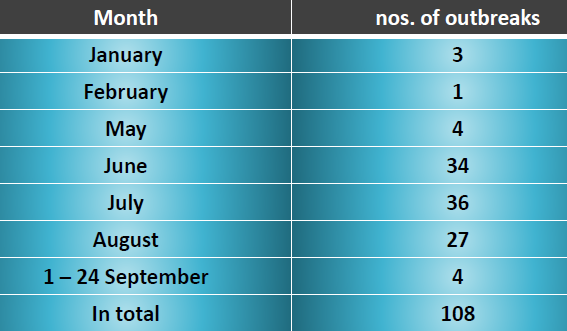 Month nos. of outbreaks
January 3
February 1
May 4
June 34
July 36
August 27
1 – 24 September 4
In total 108